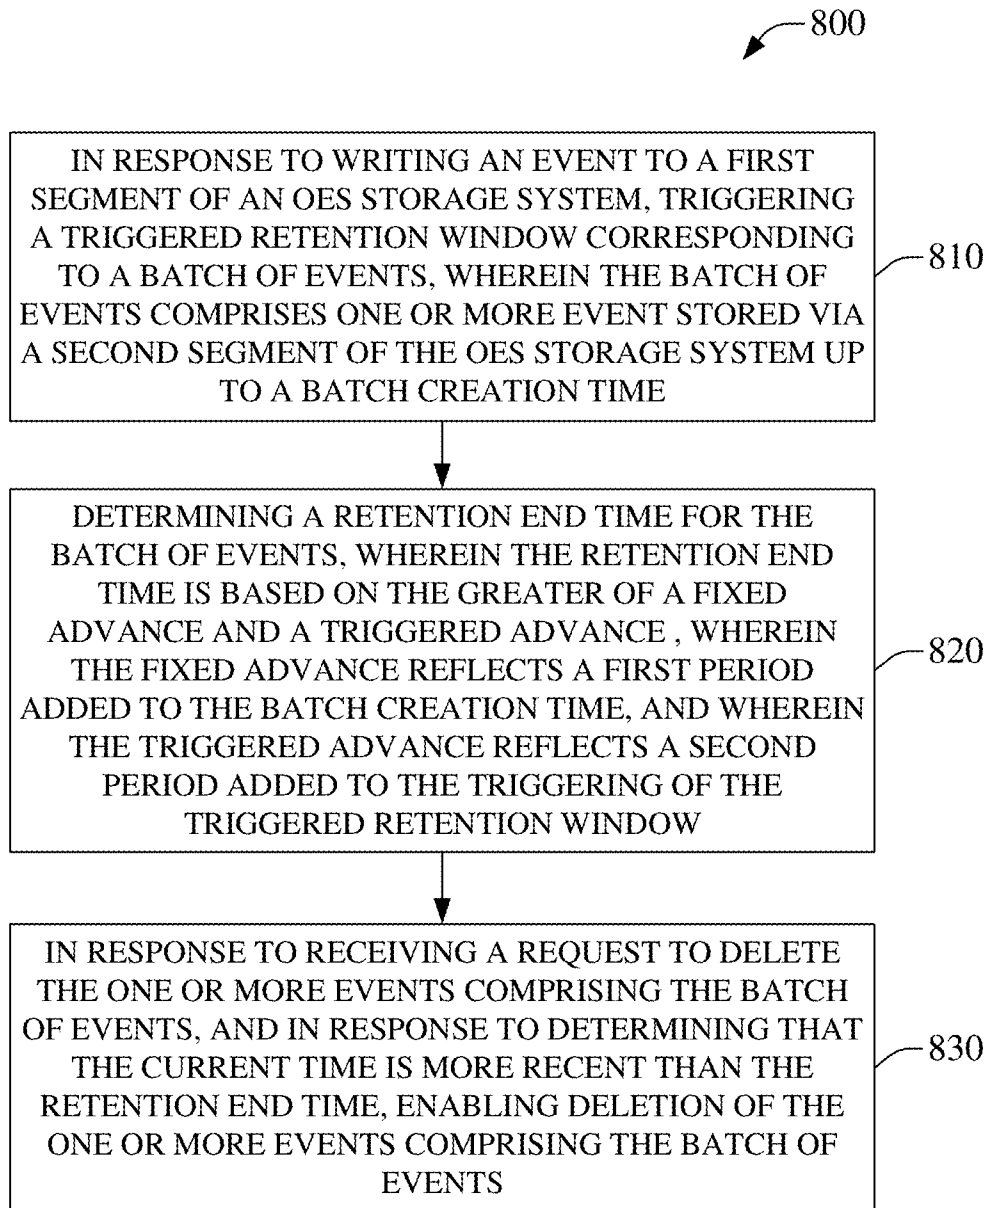 800
IN RESPONSE TO WRITING AN EVENT TO A FIRST
SEGMENT OF AN OES STORAGE SYSTEM, TRIGGERING
A TRIGGERED RETENTION WINDOW CORRESPONDING
TO A BATCH OF EVENTS, WHEREIN THE BATCH OF
EVENTS COMPRISES ONE OR MORE EVENT STORED VIA
A SECOND SEGMENT OF THE OES STORAGE SYSTEM UP
TO A BATCH CREATION TIME
810
DETERMINING A RETENTION END TIME FOR THE
BATCH OF EVENTS, WHEREIN THE RETENTION END
TIME IS BASED ON THE GREATER OF A FIXED
ADVANCE AND A TRIGGERED ADVANCE , WHEREIN
THE FIXED ADVANCE REFLECTS A FIRST PERIOD
ADDED TO THE BATCH CREATION TIME, AND WHEREIN
THE TRIGGERED ADVANCE REFLECTS A SECOND
PERIOD ADDED TO THE TRIGGERING OF THE
TRIGGERED RETENTION WINDOW
820
IN RESPONSE TO RECEIVING A REQUEST TO DELETE
THE ONE OR MORE EVENTS COMPRISING THE BATCH
OF EVENTS, AND IN RESPONSE TO DETERMINING THAT
THE CURRENT TIME IS MORE RECENT THAN THE
RETENTION END TIME, ENABLING DELETION OF THE
ONE OR MORE EVENTS COMPRISING THE BATCH OF
EVENTS
830